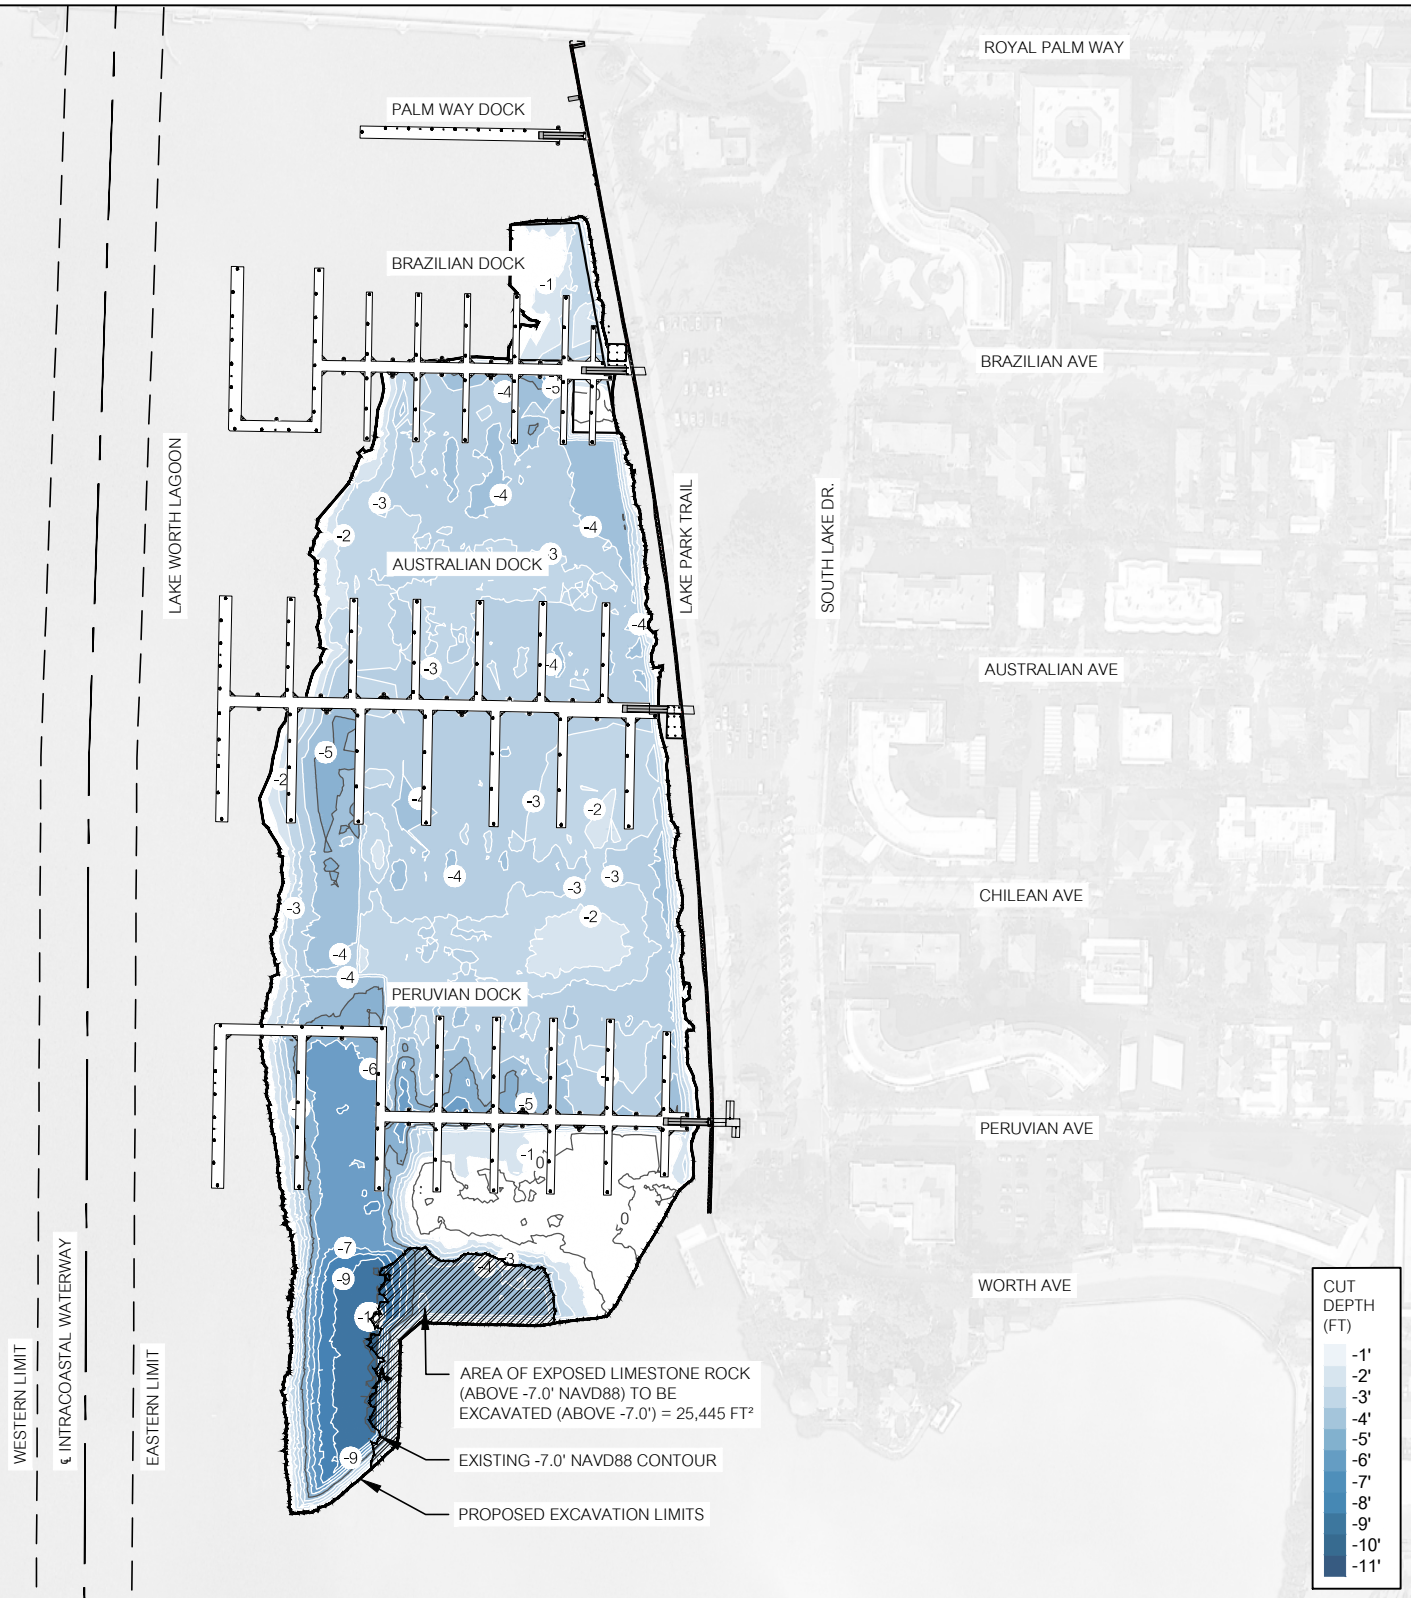 ROYAL PALM WAY
PALM WAY DOCK
BRAZILIAN DOCK
-1
BRAZILIAN AVE
-4
-5
0
LAKE WORTH LAGOON
-3
-4
-2
-4
3
AUSTRALIAN DOCK
LAKE PARK TRAIL
SOUTH LAKE DR.
-4
-3
-4
AUSTRALIAN AVE
-5
-2
-4
-3
-2
-4
-3
-3
CHILEAN AVE
-3
-2
-4
-4
PERUVIAN DOCK
-6
-5
PERUVIAN AVE
-1
0
0
-7
-3
-4
-9
WORTH AVE
WESTERN LIMIT
℄ INTRACOASTAL WATERWAY
EASTERN LIMIT
AREA OF EXPOSED LIMESTONE ROCK
(ABOVE -7.0' NAVD88) TO BE
EXCAVATED (ABOVE -7.0') = 25,445 FT²
-9
EXISTING -7.0' NAVD88 CONTOUR
PROPOSED EXCAVATION LIMITS
CUT
DEPTH
(FT)
-1'
-2'
-3'
-4'
-5'
-6'
-7'
-8'
-9'
-10'
-11'